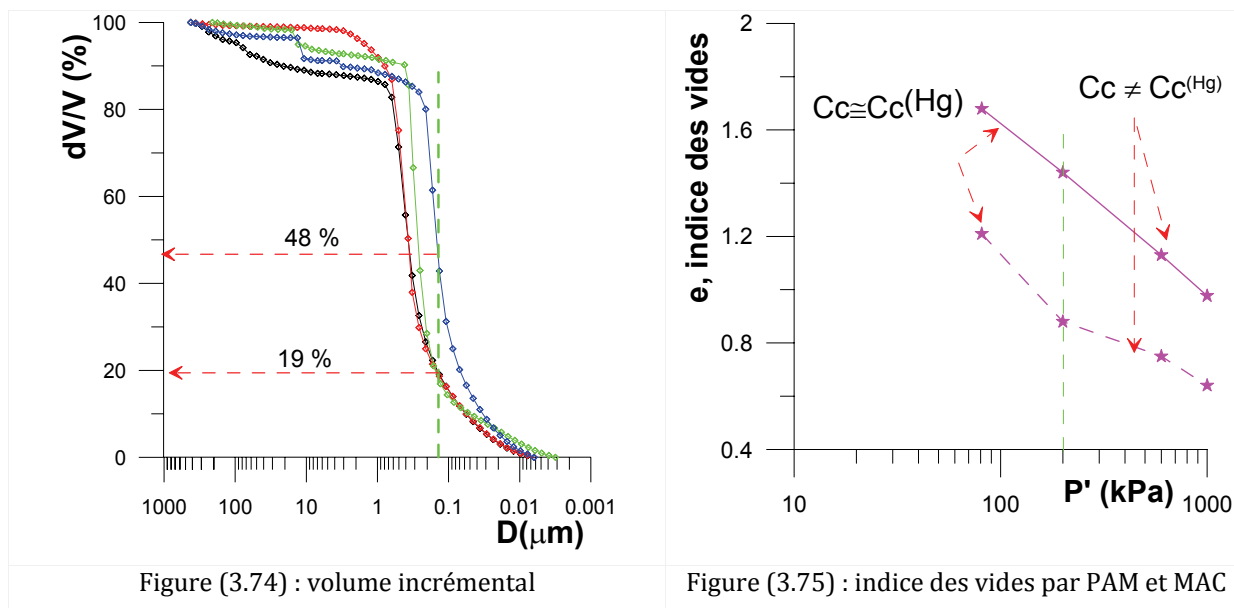 dV/V (%)
100
80
60
40
20
0
48 %
19 %
1000
100
10
1
0.1
0.01
0.001
D(μm)
Figure (3.74) : volume incrémental
e, indice des vides
2
1.6
1.2
0.8
0.4
Cc≅Cc(Hg)
Cc ≠ Cc(Hg)
10
100
1000
P' (kPa)
Figure (3.75) : indice des vides par PAM et MAC